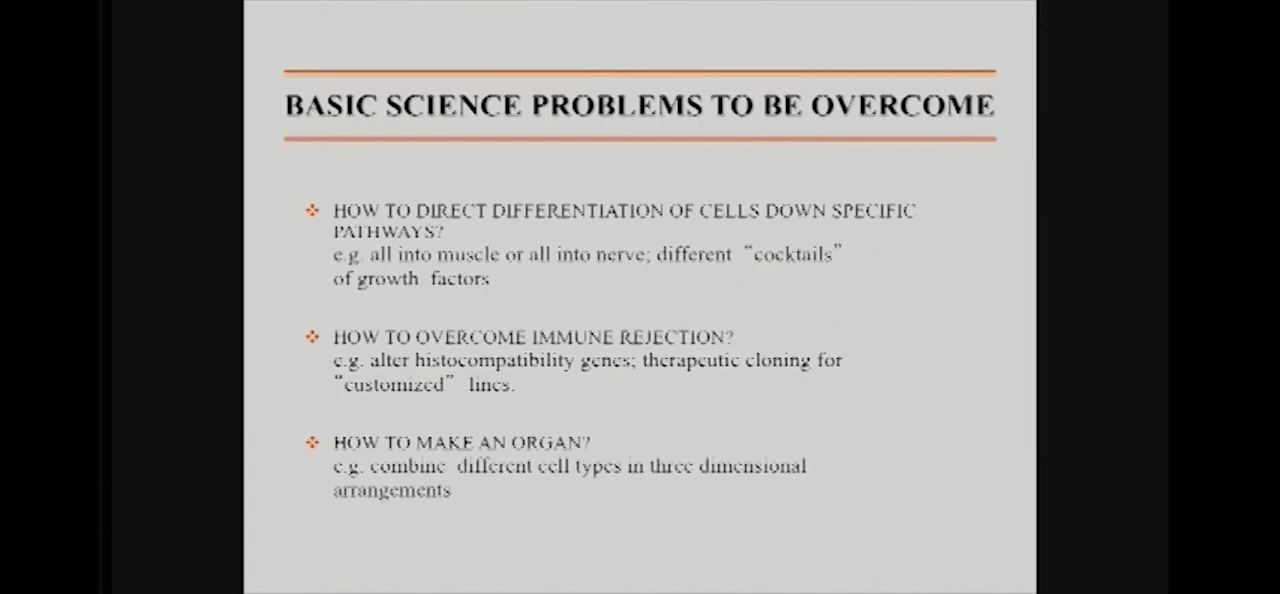 BASIC SCIENCE PROBLEMS TO BE OVERCOME
HOW TO DIRECT DIFFERENTIATION OF CELLS DOWN SPECIFIC
PATHWAYS?
e.g. all into muscle or all into nerve; different “cocktails”
of growth factors
HOW TO OVERCOME IMMUNE REJECTION?
e.g. alter histocompatibility genes; therapeutic cloning for
“customized” lines.
HOW TO MAKE AN ORGAN?
e.g. combine different cell types in three dimensional
arrangements